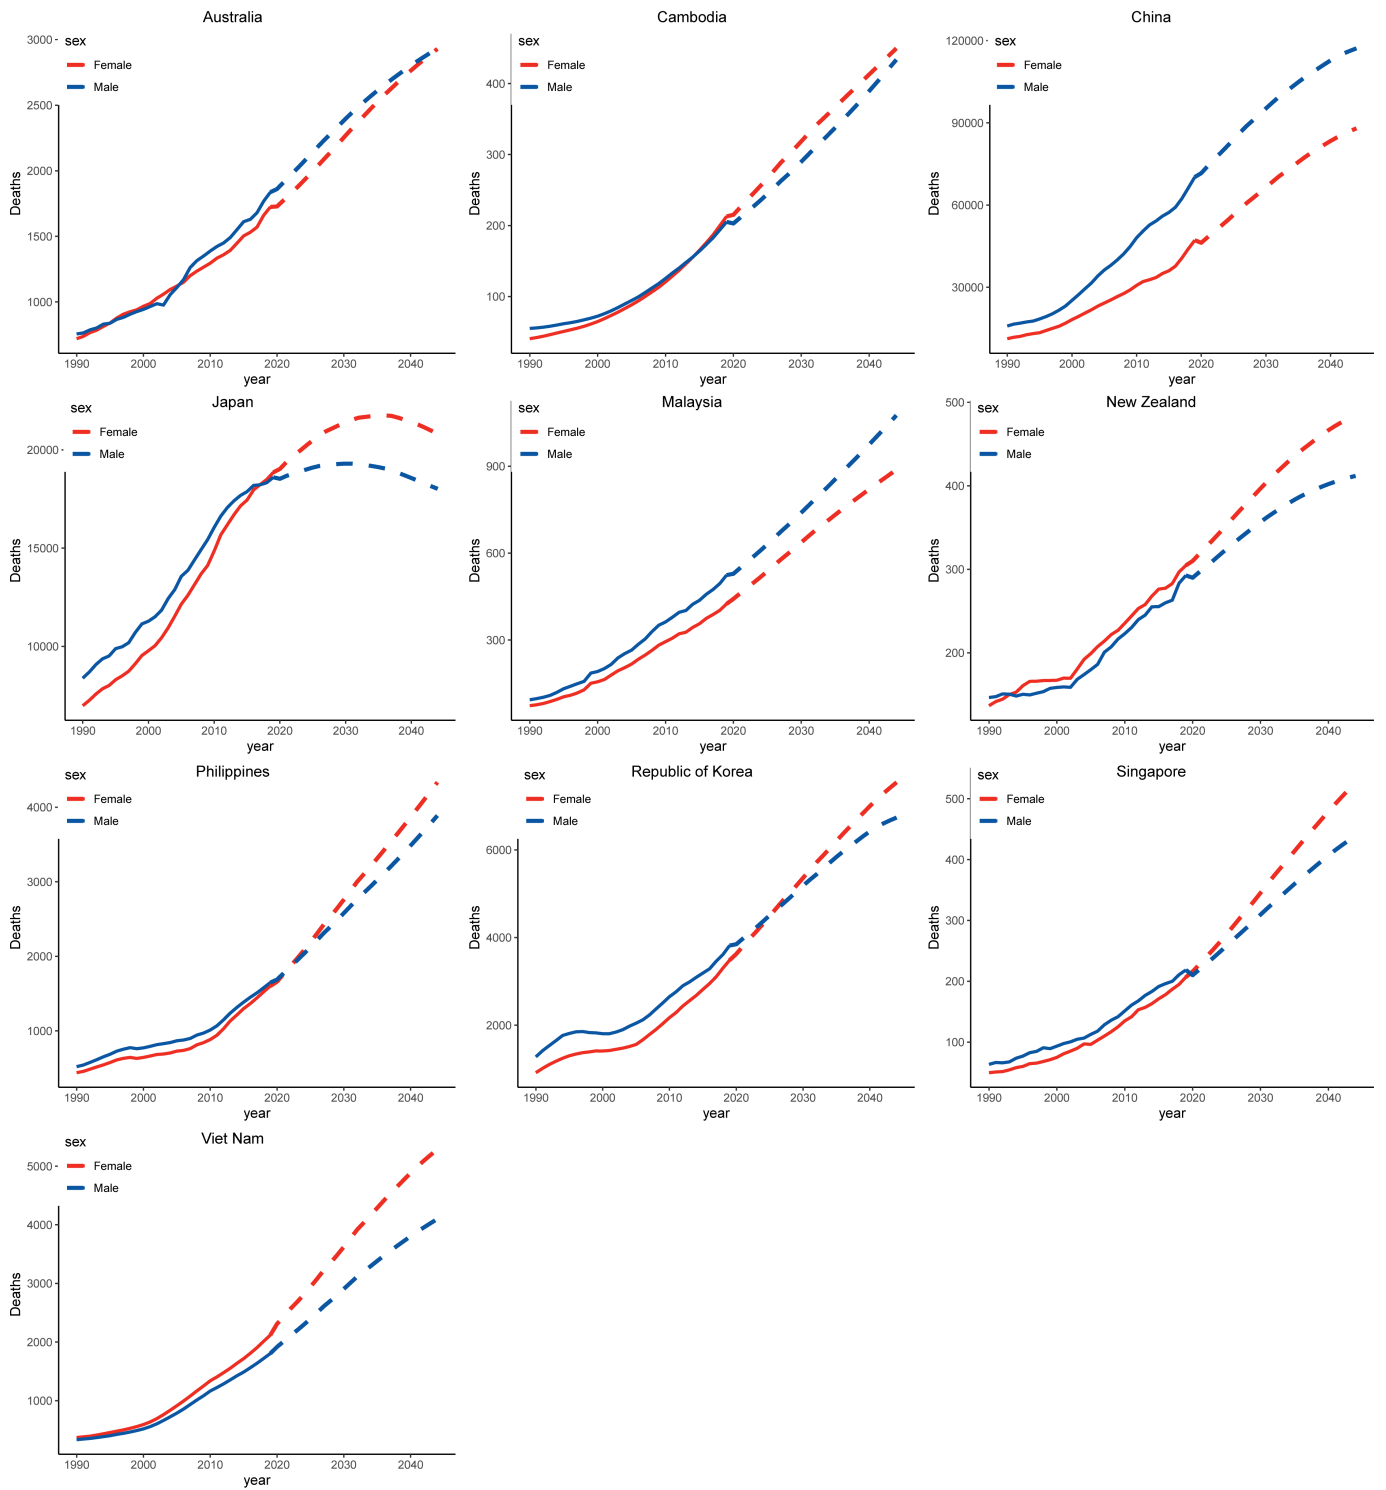 Australia
sex
Female
Male
Deaths
3000
2500
2000
1500
1000
1990 2000 2010 2020 2030 2040
year
Cambodia
sex
Female
Male
Deaths
400
300
200
100
1990 2000 2010 2020 2030 2040
year
China
sex
Female
Male
Deaths
120000
90000
60000
30000
1990 2000 2010 2020 2030 2040
year
Japan
sex
Female
Male
Deaths
20000
15000
10000
1990 2000 2010 2020 2030 2040
year
Malaysia
sex
Female
Male
Deaths
900
600
300
1990 2000 2010 2020 2030 2040
year
New Zealand
sex
Female
Male
Deaths
500
400
300
200
1990 2000 2010 2020 2030 2040
year
Philippines
sex
Female
Male
Deaths
4000
3000
2000
1000
1990 2000 2010 2020 2030 2040
year
Republic of Korea
sex
Female
Male
Deaths
6000
4000
2000
1990 2000 2010 2020 2030 2040
year
Singapore
sex
Female
Male
Deaths
500
400
300
200
100
1990 2000 2010 2020 2030 2040
year
Viet Nam
sex
Female
Male
Deaths
5000
4000
3000
2000
1000
1990 2000 2010 2020 2030 2040
year